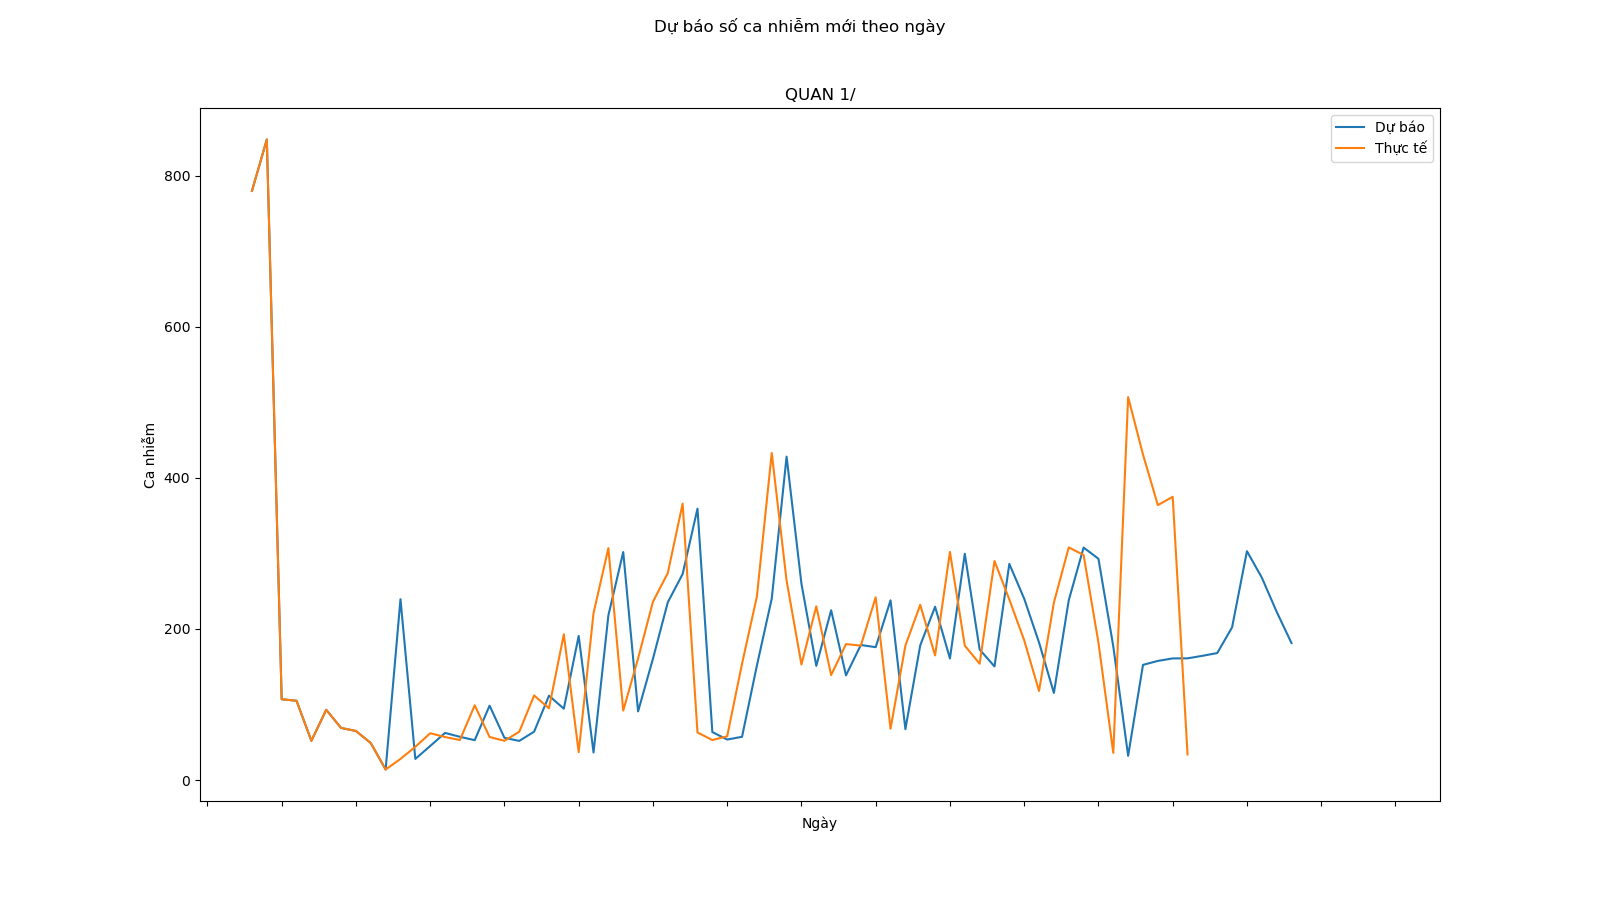 Dự báo số ca nhiễm mới theo ngày
QUAN 1/
Dự báo
Thực tế
800
600
400
200
0
Ca nhiễm
Ngày